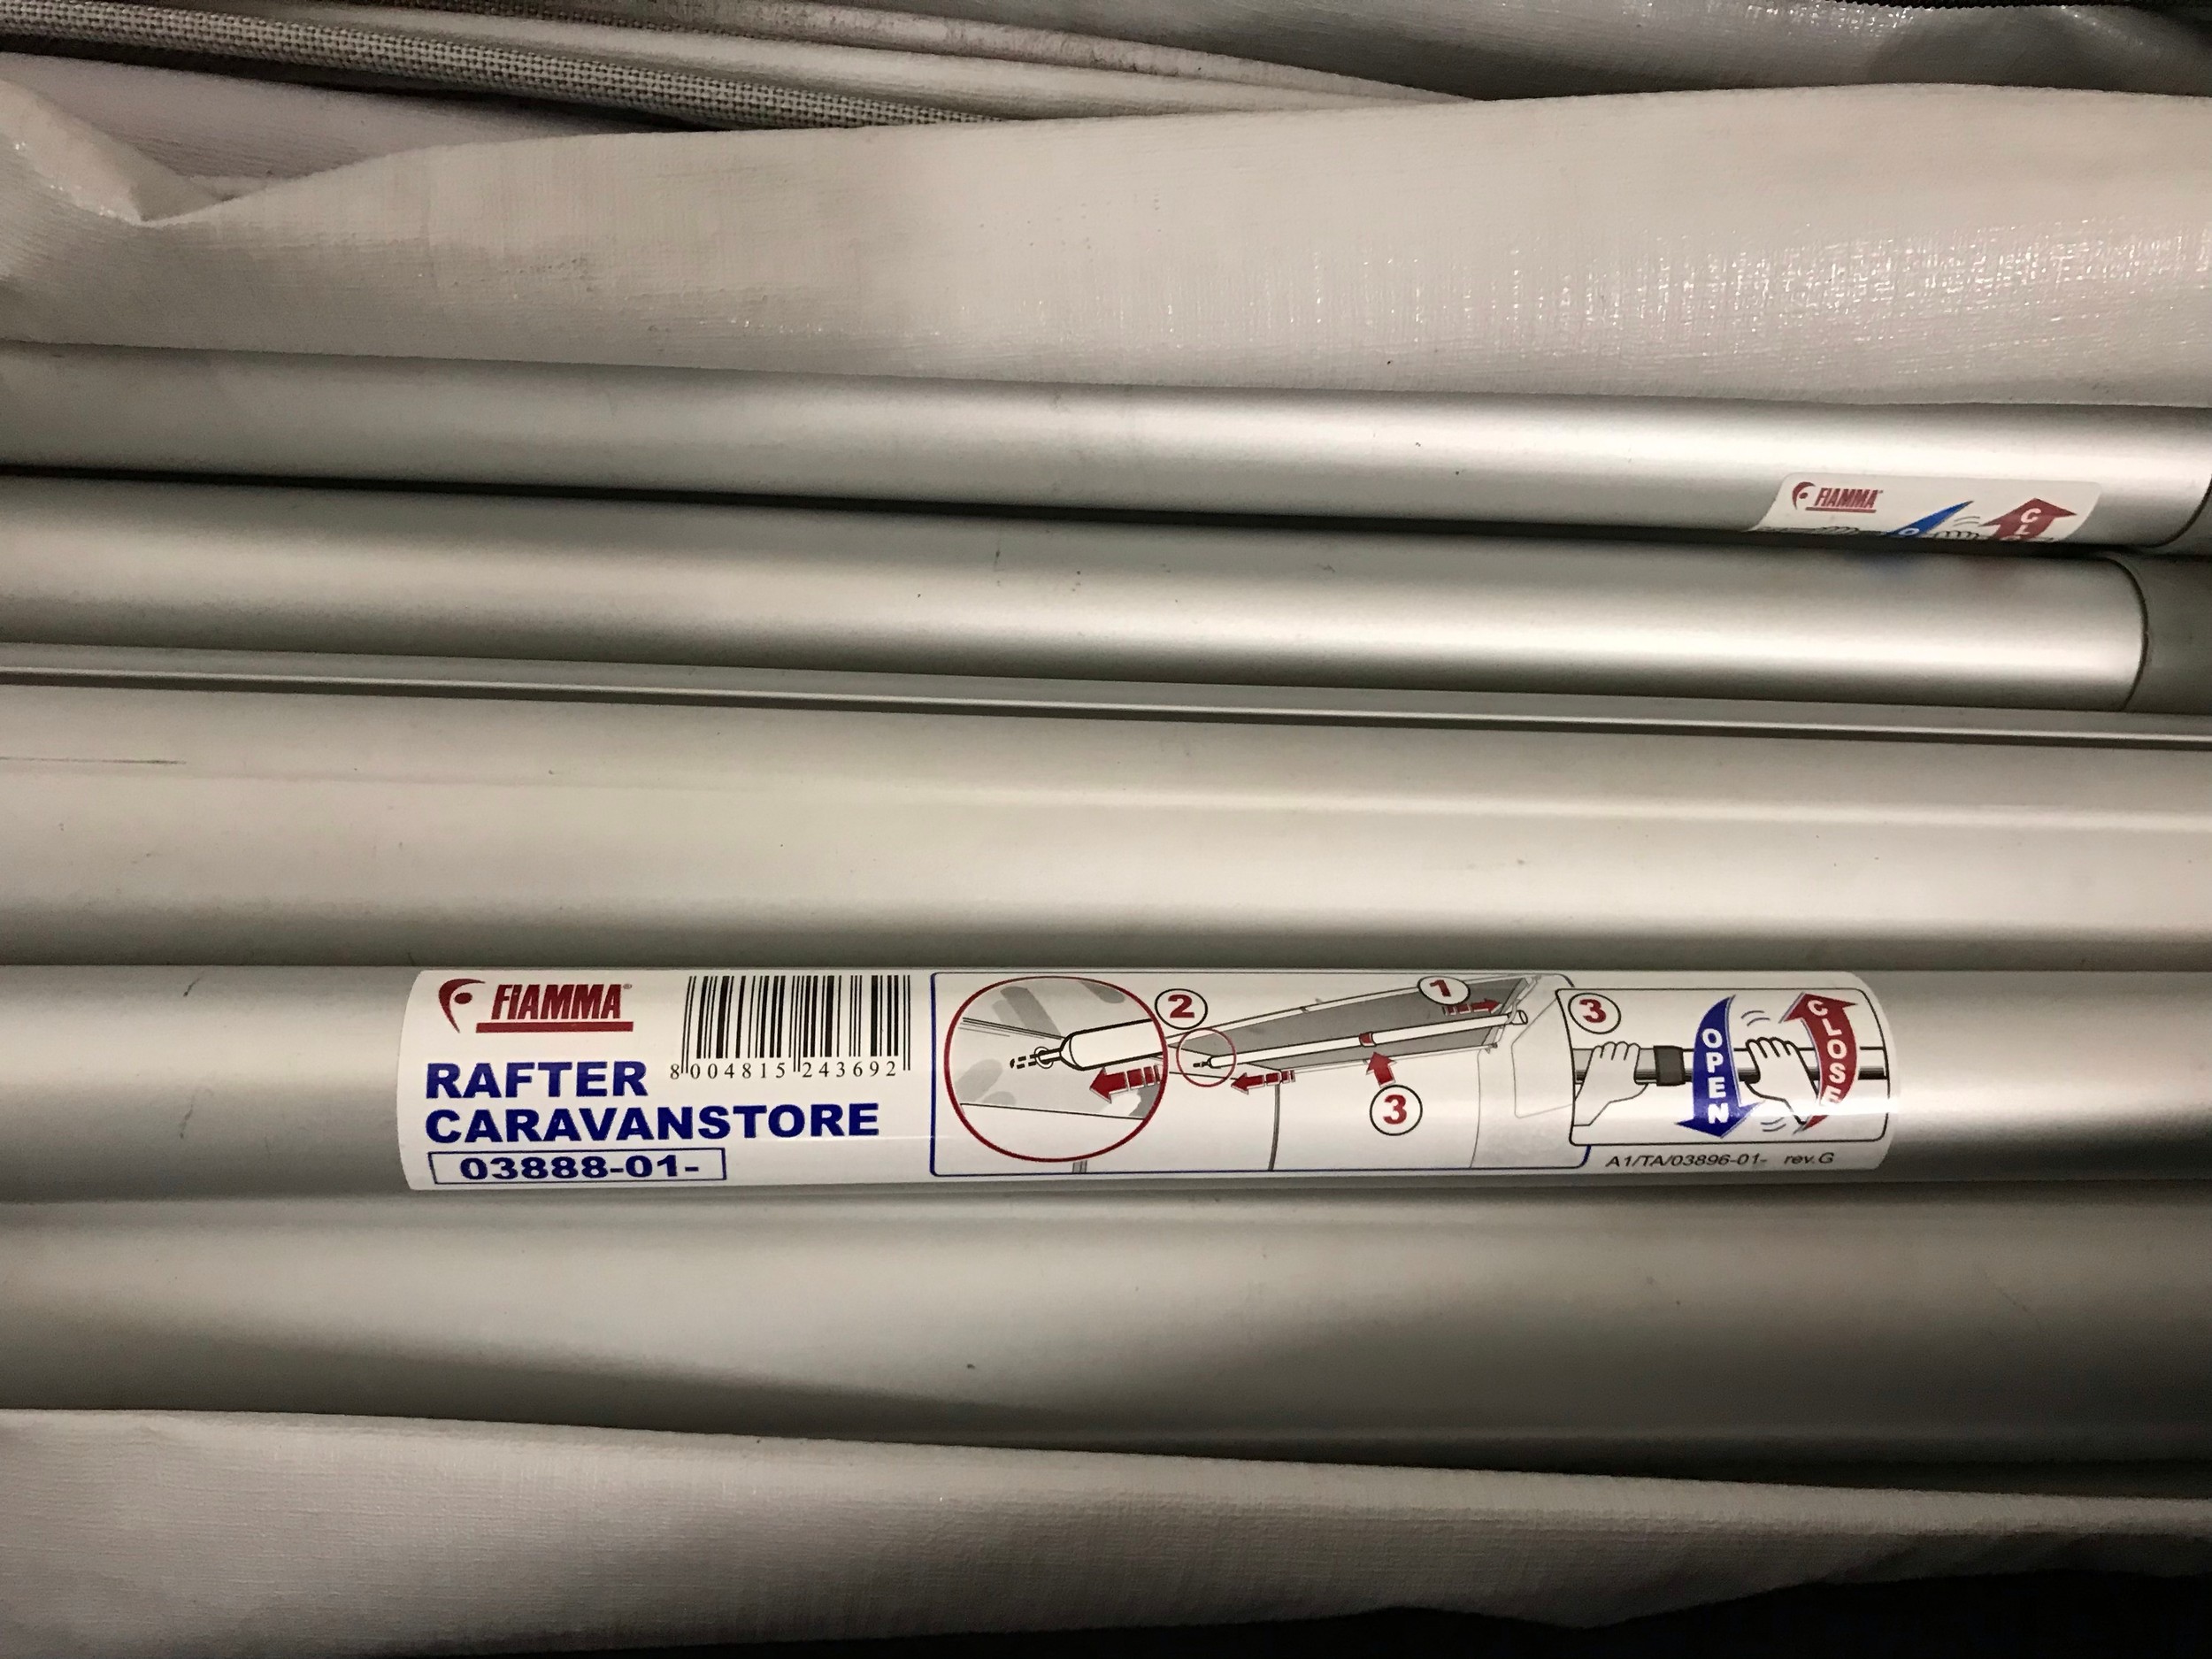 FIAMMA
CL
FIAMMA®
8 004815 243692
RAFTER
CARAVANSTORE
03888-01-
2
1
3
3
OPEN
CLOSE
A1/TA/03896-01- rev.G